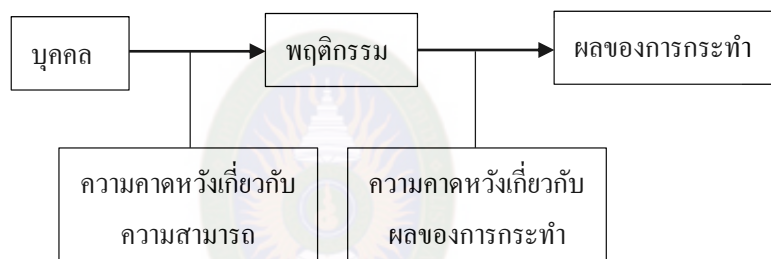 บุคคล
พฤติกรรม
ผลของการกระทำ
ความคาดหวังเกี่ยวกับ
ความสามารถ
ความคาดหวังเกี่ยวกับ
ผลของการกระทำ